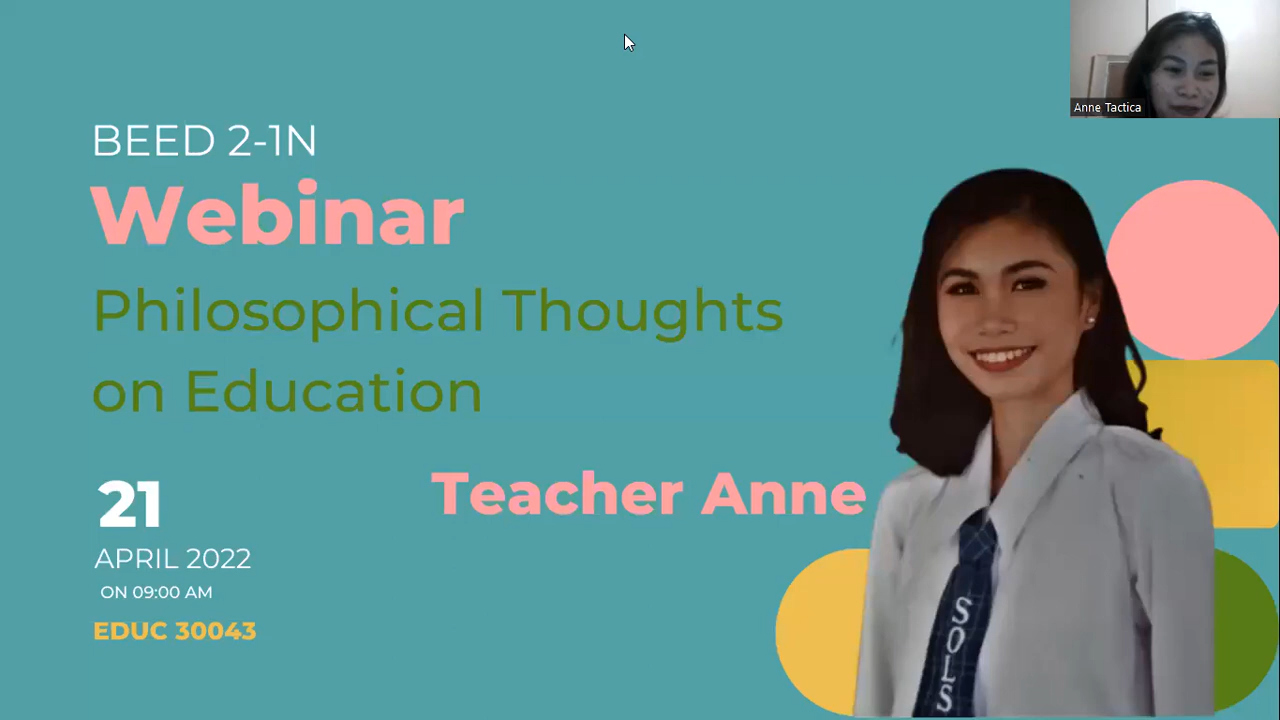 Anne Tactica
BEED 2-1N
Webinar
Philosophical Thoughts
on Education
Teacher Anne
21
APRIL 2022
ON 09:00 AM
EDUC 30043
SOLS